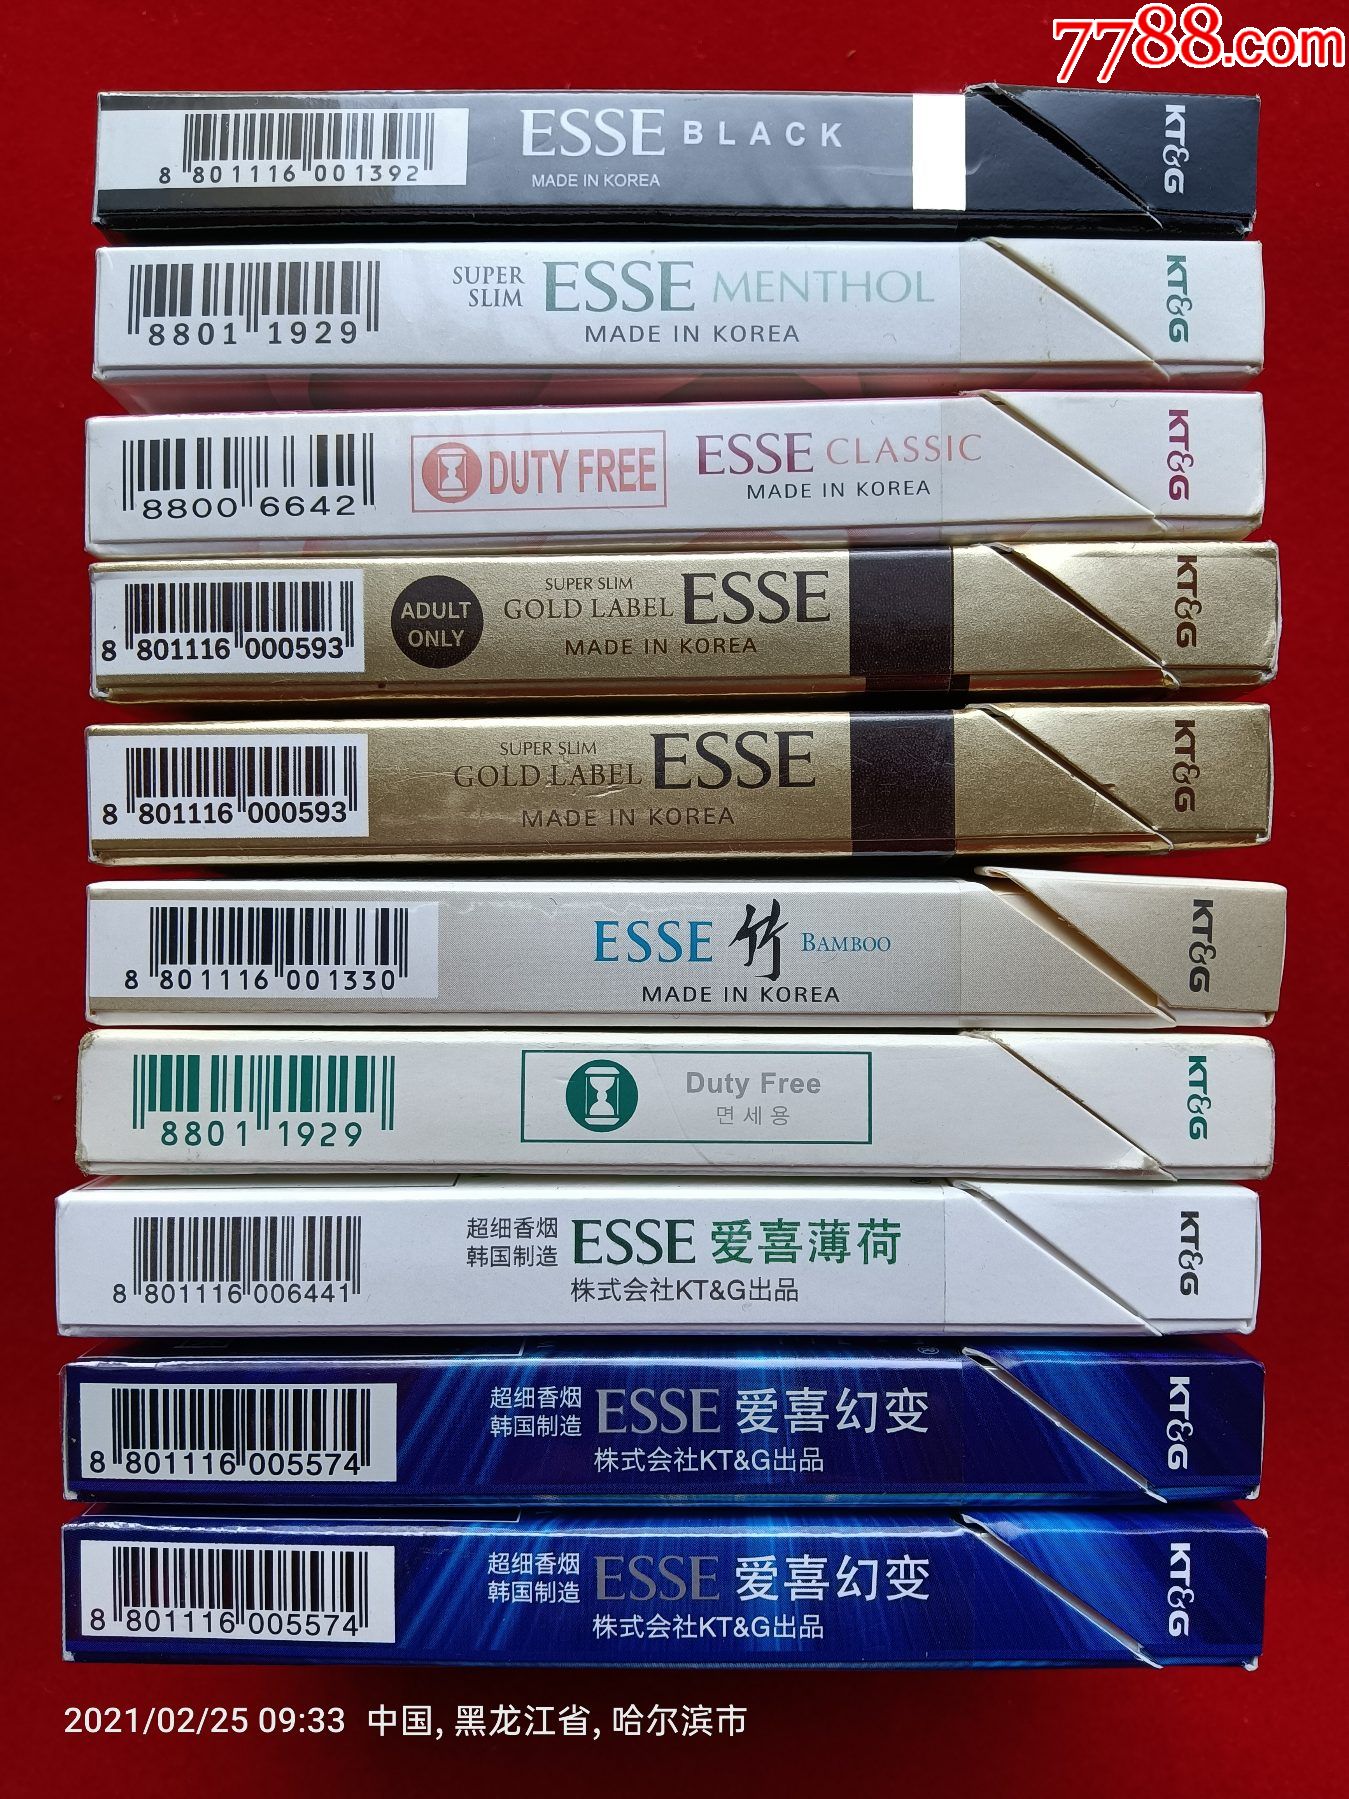 7788.com
ESSE BLACK
MADE IN KOREA
8 801116 001392
KT&G
SUPER SLIM ESSE MENTHOL
MADE IN KOREA
8801 1929
KT&G
DUTY FREE
ESSE CLASSIC
MADE IN KOREA
8800 6642
KT&G
ADULT ONLY
SUPER SLIM
GOLD LABEL ESSE
MADE IN KOREA
8 801116 000593
KT&G
SUPER SLIM
GOLD LABEL ESSE
MADE IN KOREA
8 801116 000593
KT&G
ESSE 竹 BAMBOO
MADE IN KOREA
8 801116 001330
KT&G
Duty Free
면세용
8801 1929
KT&G
超细香烟
韩国制造
ESSE 爱喜薄荷
株式会社KT&G出品
8 801116 006441
KT&G
超细香烟
韩国制造
ESSE 爱喜幻变
株式会社KT&G出品
8 801116 005574
KT&G
超细香烟
韩国制造
ESSE 爱喜幻变
株式会社KT&G出品
8 801116 005574
KT&G
2021/02/25 09:33 中国, 黑龙江省, 哈尔滨市